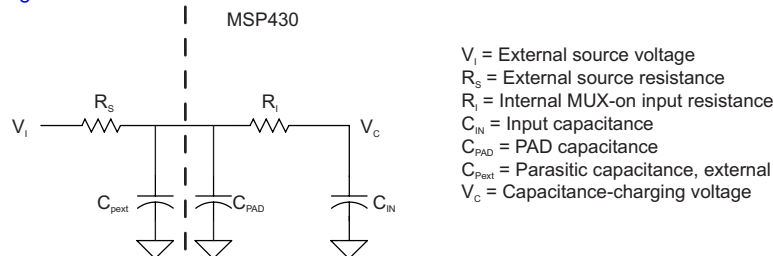 MSP430
V_I = External source voltage
R_S = External source resistance
R_I = Internal MUX-on input resistance
C_IN = Input capacitance
C_PAD = PAD capacitance
C_Pext = Parasitic capacitance, external
V_C = Capacitance-charging voltage
R_S
R_I
V_I
V_C
C_pext
C_PAD
C_IN